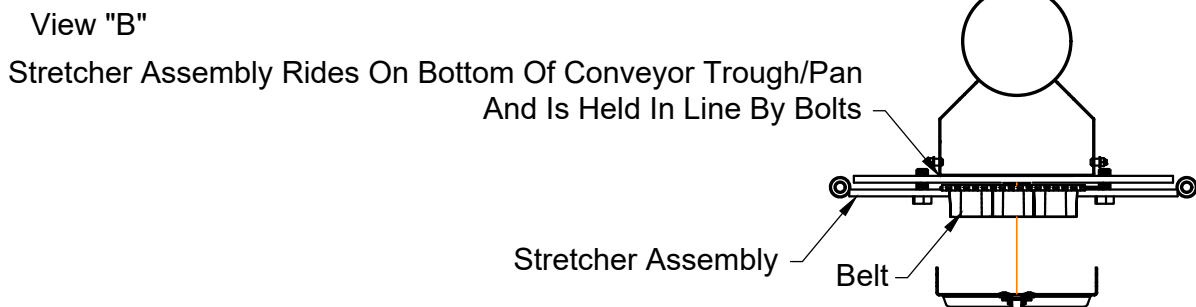 View "B"
Stretcher Assembly Rides On Bottom Of Conveyor Trough/Pan
And Is Held In Line By Bolts
Stretcher Assembly
Belt